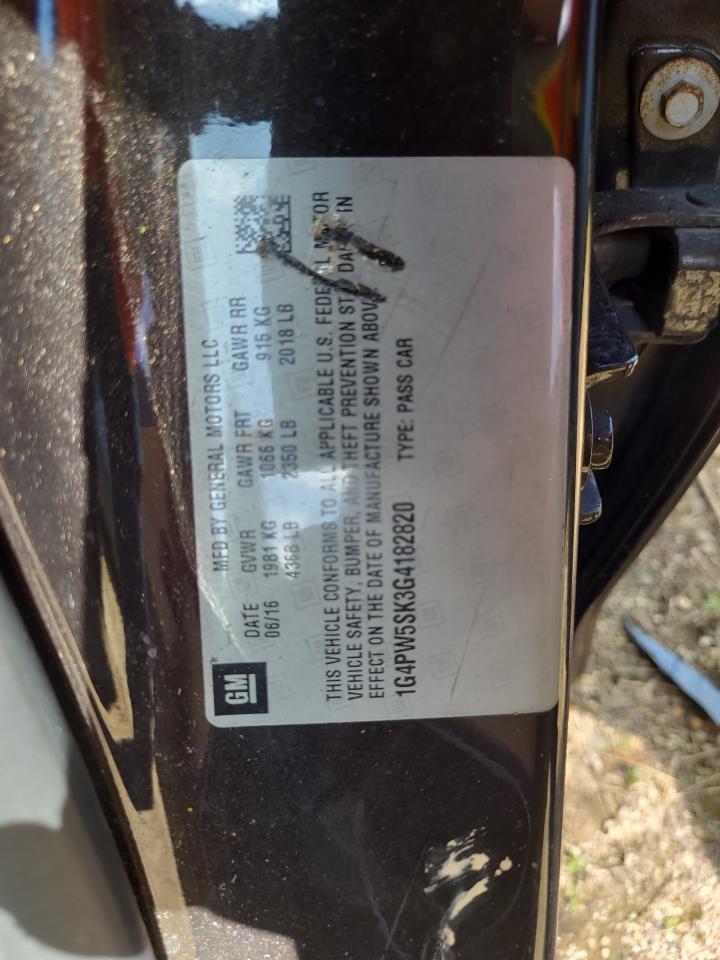 GM
MFD BY GENERAL MOTORS LLC
DATE GVWR GAWR FRT GAWR RR
06/16 1981 KG 1066 KG 915 KG
4368 LB 2350 LB 2018 LB
THIS VEHICLE CONFORMS TO ALL APPLICABLE U.S. FEDERAL MOTOR
VEHICLE SAFETY, BUMPER, AND THEFT PREVENTION STANDARDS IN
EFFECT ON THE DATE OF MANUFACTURE SHOWN ABOVE
1G4PW5SK3G4182820 TYPE: PASS CAR